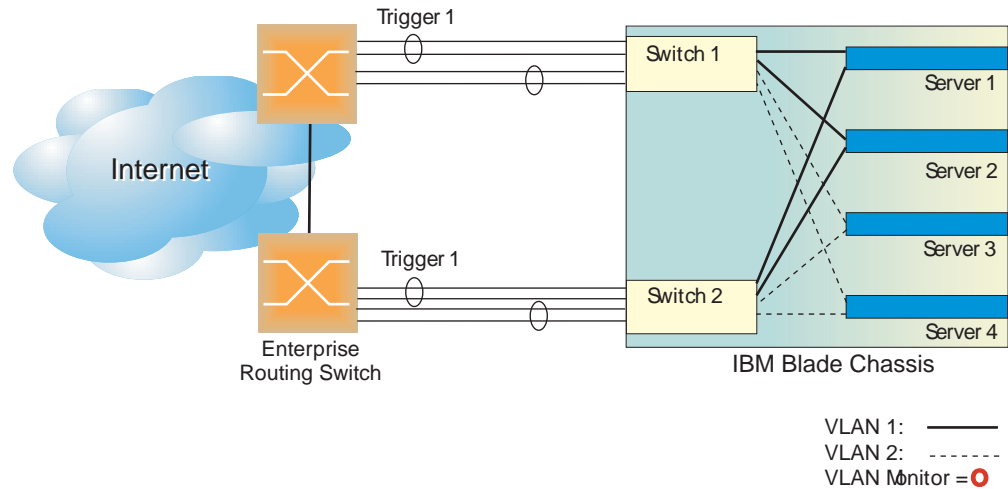 Trigger 1
Switch 1
Server 1
Internet
Server 2
Trigger 1
Server 3
Switch 2
Server 4
Enterprise
Routing Switch
IBM Blade Chassis
VLAN 1:
VLAN 2:
VLAN Monitor =